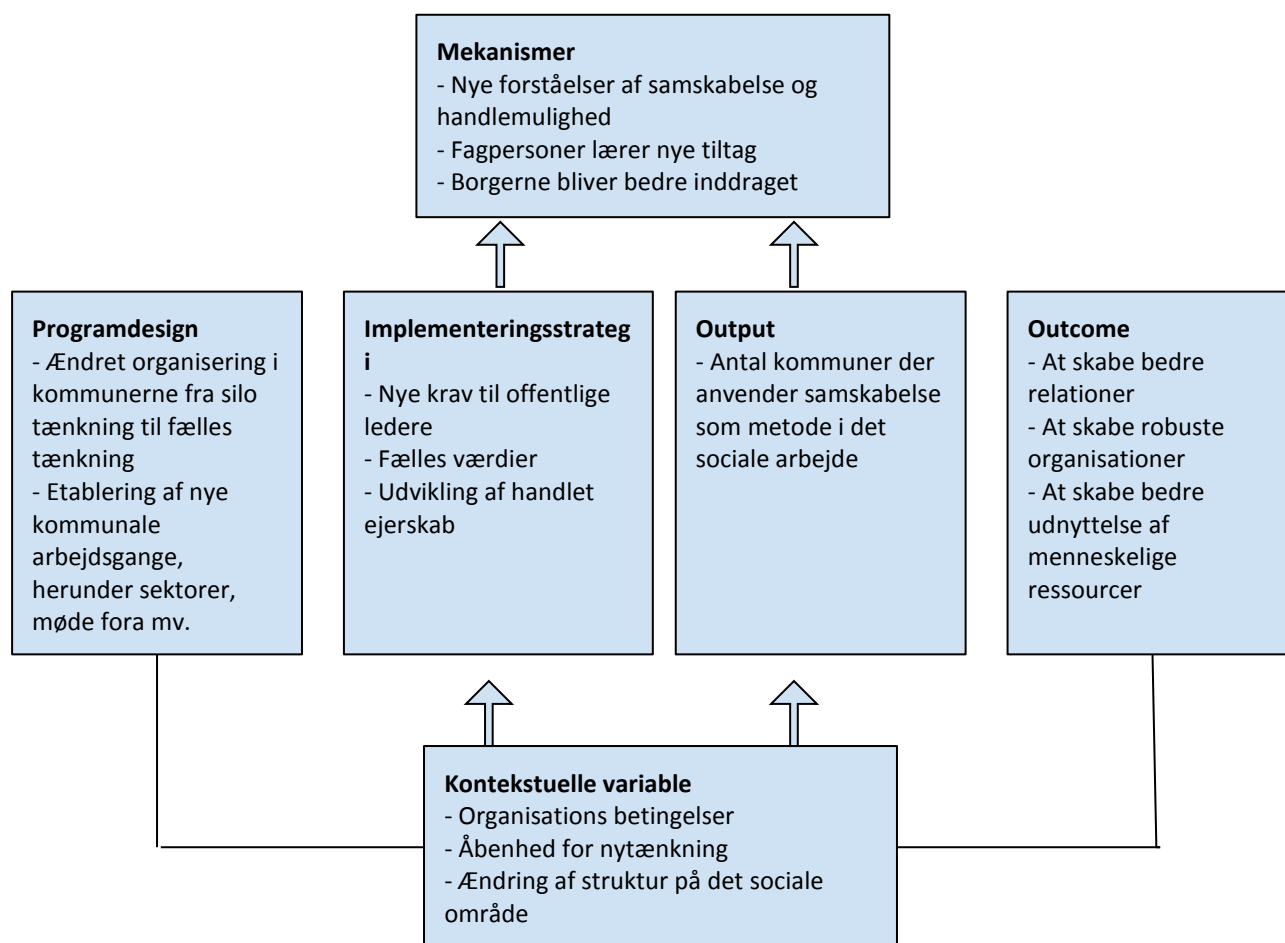 Mekanismer
- Nye forståelser af samskabelse og
handlemulighed
- Fagpersoner lærer nye tiltag
- Borgerne bliver bedre inddraget
Programdesign
- Ændret organisering i
kommunerne fra silo
tænkning til fælles
tænkning
- Etablering af nye
kommunale
arbejdsgange,
herunder sektorer,
møde fora mv.
Implementeringsstrateg
i
- Nye krav til offentlige
ledere
- Fælles værdier
- Udvikling af handlet
ejerskab
Output
- Antal kommuner der
anvender samskabelse
som metode i det
sociale arbejde
Outcome
- At skabe bedre
relationer
- At skabe robuste
organisationer
- At skabe bedre
udnyttelse af
menneskelige
ressourcer
Kontekstuelle variable
- Organisations betingelser
- Åbenhed for nytænkning
- Ændring af struktur på det sociale
område